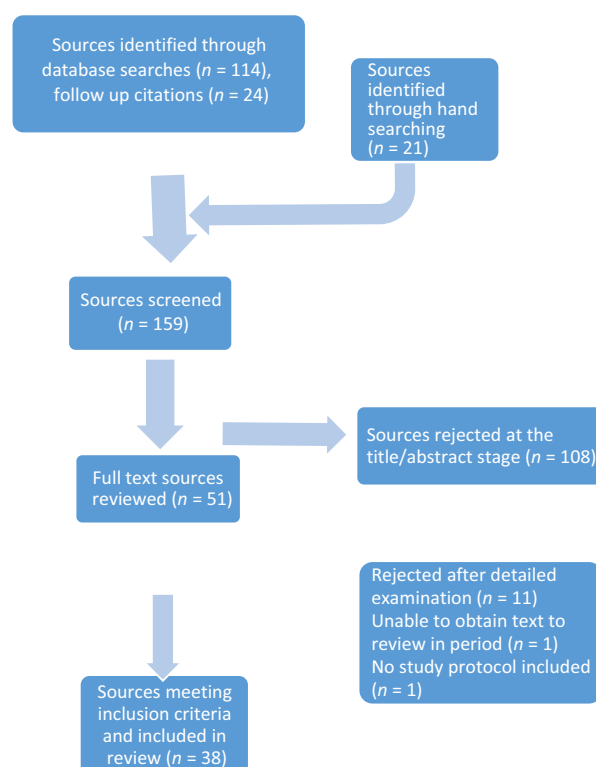 Sources identified through
database searches (n = 114),
follow up citations (n = 24)
Sources
identified
through hand
searching
(n = 21)
Sources screened
(n = 159)
Sources rejected at the
title/abstract stage (n = 108)
Full text sources
reviewed (n = 51)
Rejected after detailed
examination (n = 11)
Unable to obtain text to
review in period (n = 1)
No study protocol included
(n = 1)
Sources meeting
inclusion criteria
and included in
review (n = 38)